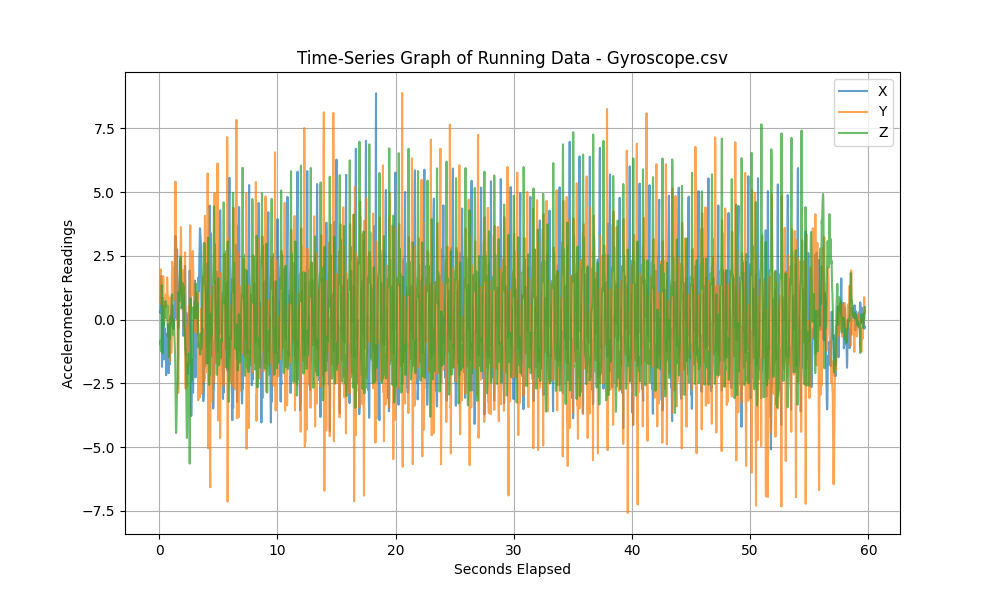 Time-Series Graph of Running Data - Gyroscope.csv
X
Y
Z
7.5
5.0
2.5
0.0
−2.5
−5.0
−7.5
Accelerometer Readings
0 10 20 30 40 50 60
Seconds Elapsed